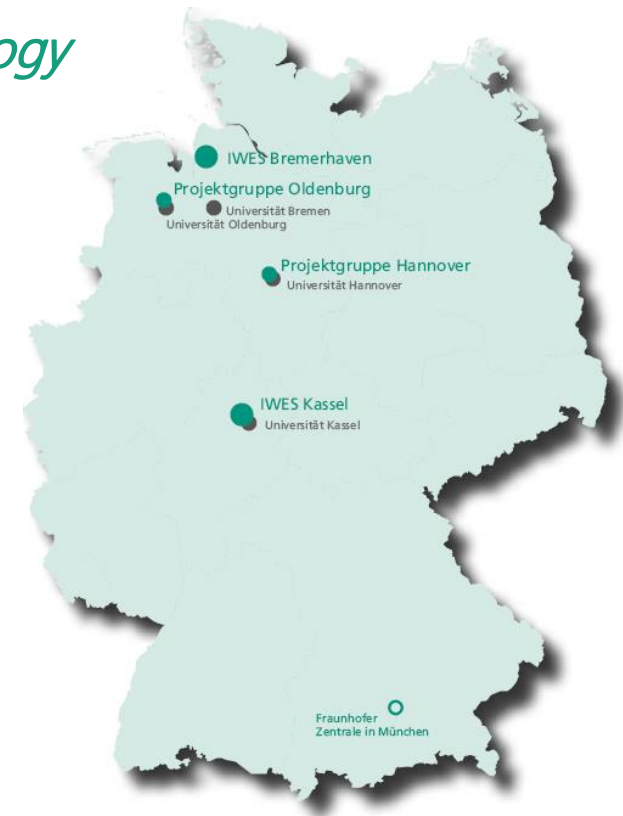 ogy
IWES Bremerhaven
Projektgruppe Oldenburg
Universität Bremen
Universität Oldenburg
Projektgruppe Hannover
Universität Hannover
IWES Kassel
Universität Kassel
Fraunhofer
Zentrale in München